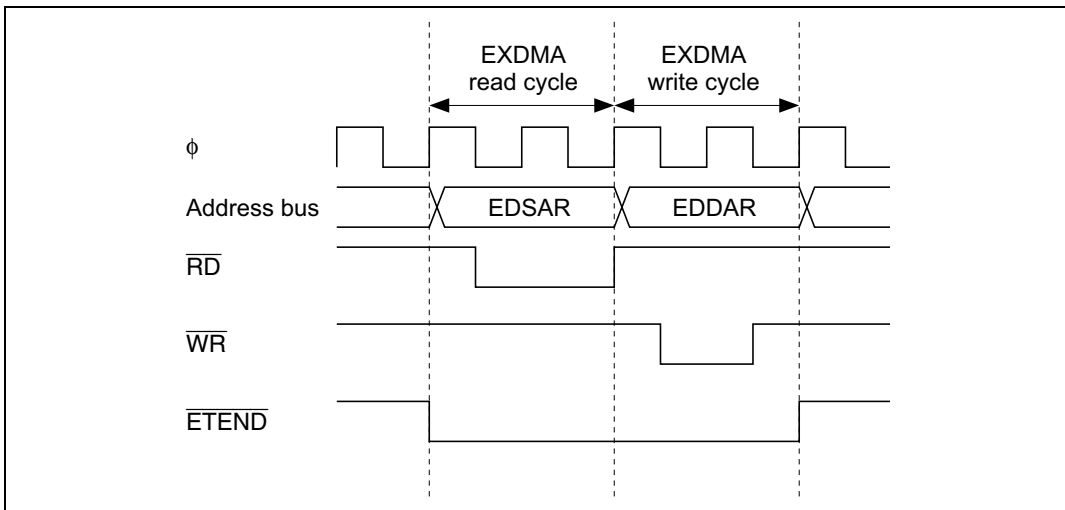 EXDMA EXDMA
read cycle write cycle
ϕ
Address bus EDSAR EDDAR
RD
WR
ETEND